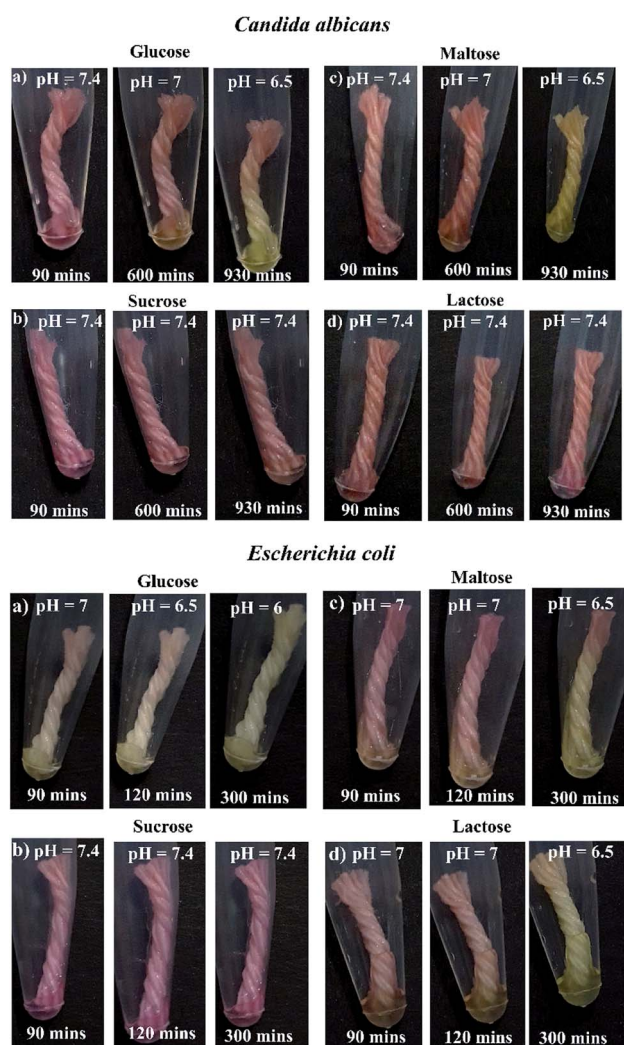 Candida albicans
Glucose
Maltose
a) pH = 7.4 pH = 7 pH = 6.5
c) pH = 7.4 pH = 7 pH = 6.5
90 mins 600 mins 930 mins
90 mins 600 mins 930 mins
Sucrose
Lactose
b) pH = 7.4 pH = 7.4 pH = 7.4
d) pH = 7.4 pH = 7.4 pH = 7.4
90 mins 600 mins 930 mins
90 mins 600 mins 930 mins
Escherichia coli
Glucose
Maltose
a) pH = 7 pH = 6.5 pH = 6
c) pH = 7 pH = 7 pH = 6.5
90 mins 120 mins 300 mins
90 mins 120 mins 300 mins
Sucrose
Lactose
b) pH = 7.4 pH = 7.4 pH = 7.4
d) pH = 7 pH = 7 pH = 6.5
90 mins 120 mins 300 mins
90 mins 120 mins 300 mins